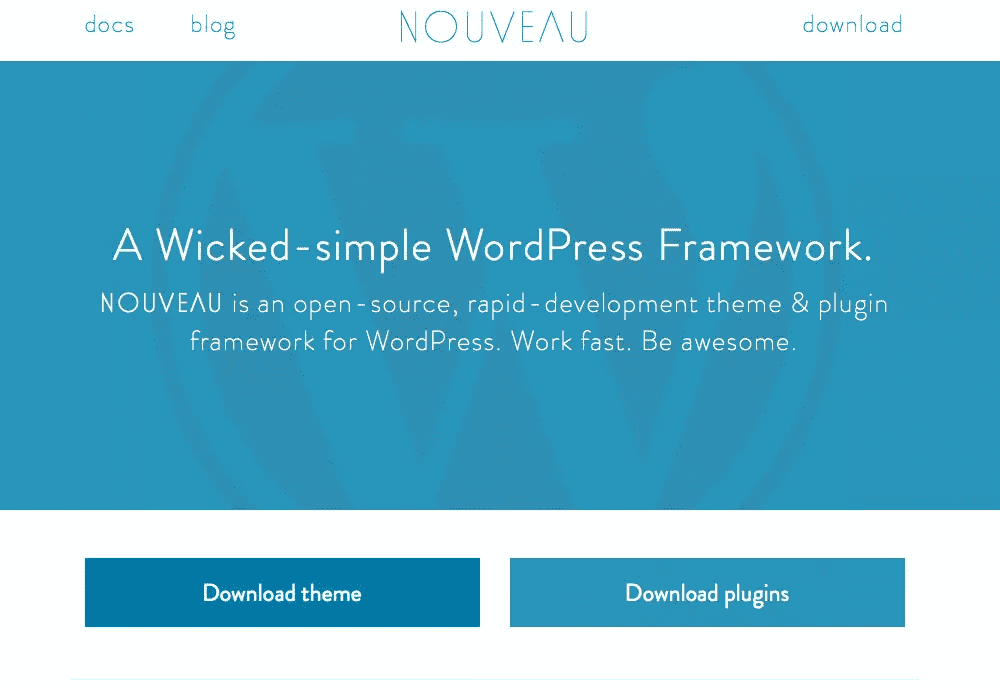 docs blog NOUVEAU download
A Wicked-simple WordPress Framework.
NOUVEAU is an open-source, rapid-development theme & plugin
framework for WordPress. Work fast. Be awesome.
Download theme Download plugins